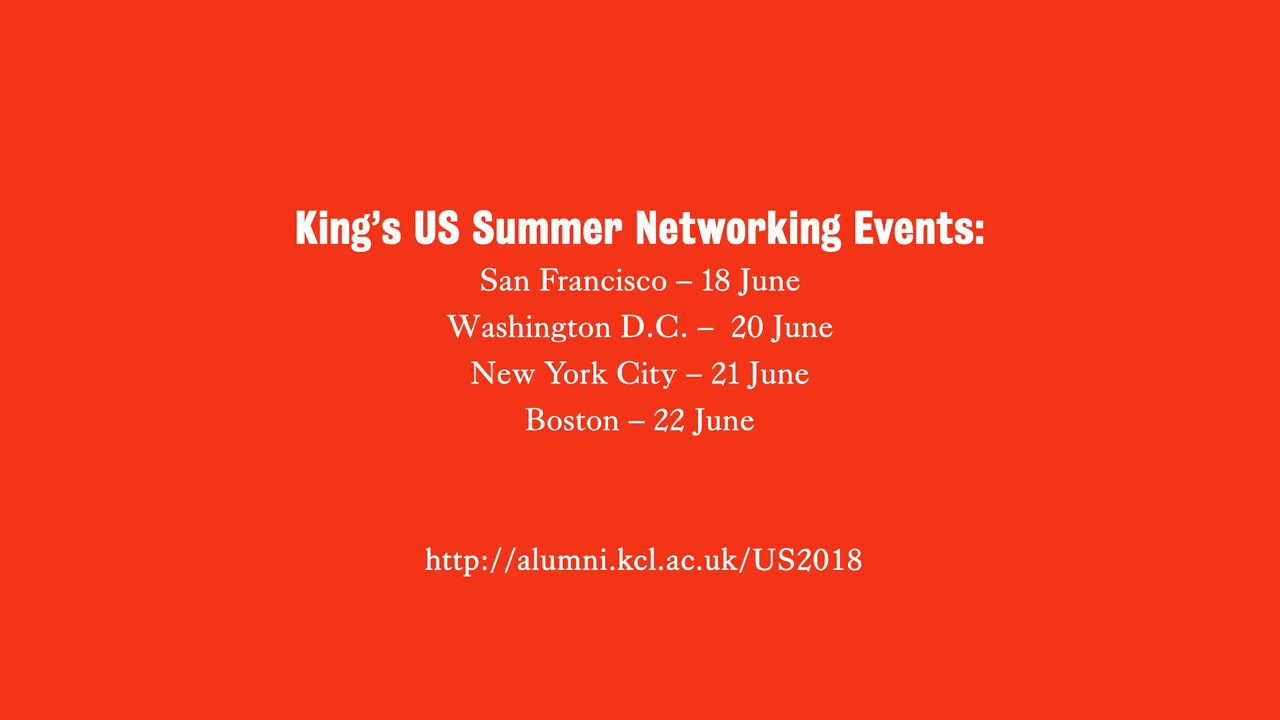 King's US Summer Networking Events:
San Francisco – 18 June
Washington D.C. –  20 June
New York City – 21 June
Boston – 22 June
http://alumni.kcl.ac.uk/US2018